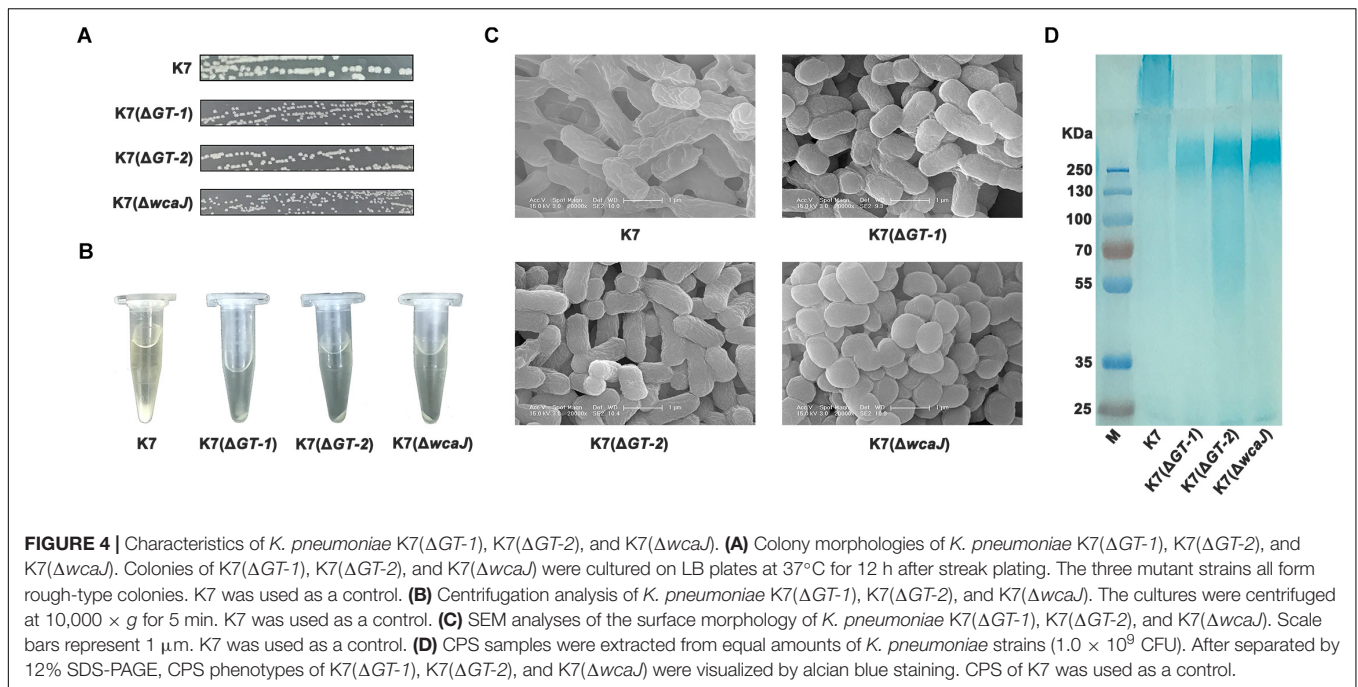 A
K7
K7(ΔGT-1)
K7(ΔGT-2)
K7(ΔwcaJ)
B
K7
K7(ΔGT-1)
K7(ΔGT-2)
K7(ΔwcaJ)
C
Acc.V Spot Magn Det WD 1 µm
K7
K7(ΔGT-1)
K7(ΔGT-2)
K7(ΔwcaJ)
D
KDa
250
130
100
70
55
35
25
M
K7
K7(ΔGT-1)
K7(ΔGT-2)
K7(ΔwcaJ)
FIGURE 4 | Characteristics of K. pneumoniae K7(ΔGT-1), K7(ΔGT-2), and K7(ΔwcaJ). (A) Colony morphologies of K. pneumoniae K7(ΔGT-1), K7(ΔGT-2), and
K7(ΔwcaJ). Colonies of K7(ΔGT-1), K7(ΔGT-2), and K7(ΔwcaJ) were cultured on LB plates at 37°C for 12 h after streak plating. The three mutant strains all form
rough-type colonies. K7 was used as a control. (B) Centrifugation analysis of K. pneumoniae K7(ΔGT-1), K7(ΔGT-2), and K7(ΔwcaJ). The cultures were centrifuged
at 10,000 × g for 5 min. K7 was used as a control. (C) SEM analyses of the surface morphology of K. pneumoniae K7(ΔGT-1), K7(ΔGT-2), and K7(ΔwcaJ). Scale
bars represent 1 μm. K7 was used as a control. (D) CPS samples were extracted from equal amounts of K. pneumoniae strains (1.0 × 10⁹ CFU). After separated by
12% SDS-PAGE, CPS phenotypes of K7(ΔGT-1), K7(ΔGT-2), and K7(ΔwcaJ) were visualized by alcian blue staining. CPS of K7 was used as a control.